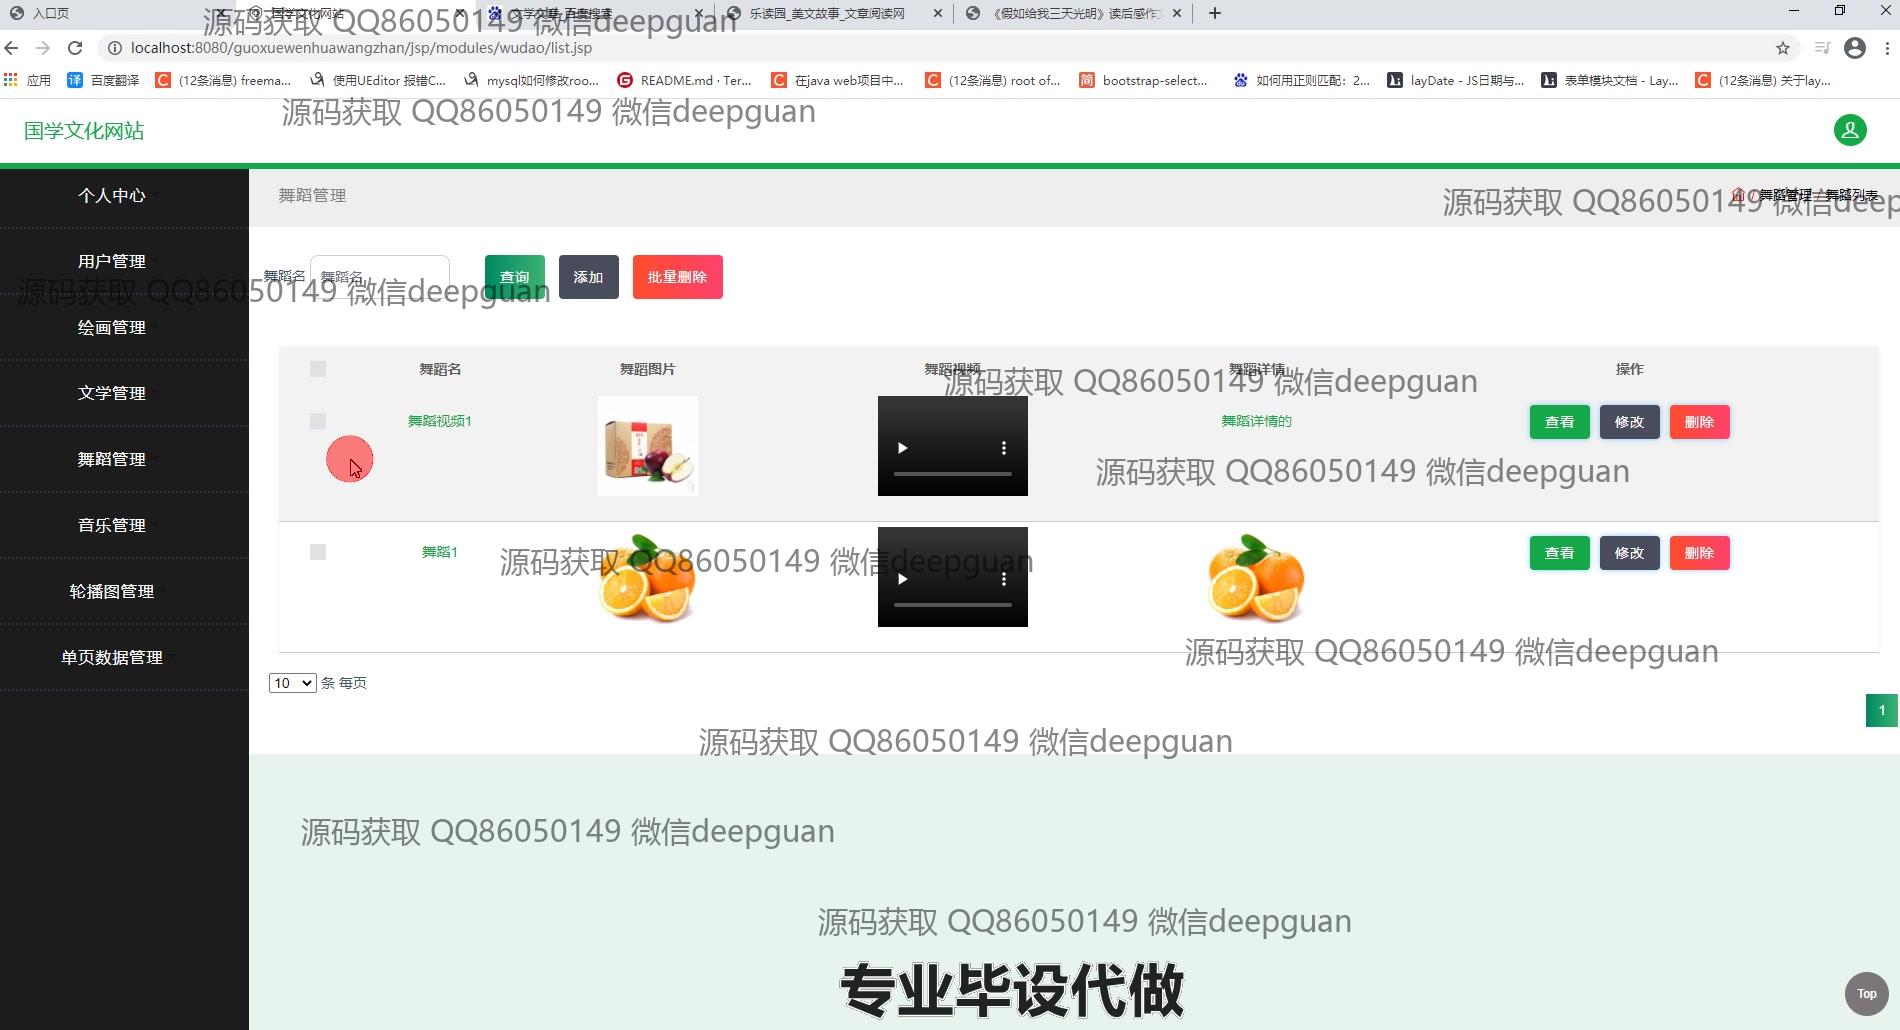 入口页
国学文化网站
文学文章_百度搜索
乐读园_美文故事_文章阅读网
《假如给我三天光明》读后感作文
源码获取 QQ86050149 微信deepguan
localhost:8080/guoxuewenhuawangzhan/jsp/modules/wudao/list.jsp
应用
百度翻译
(12条消息) freema...
使用UEditor 报错C...
mysql如何修改roo...
README.md · Ter...
在java web项目中...
(12条消息) root of...
bootstrap-select...
如何用正则匹配：2...
layDate - JS日期与...
表单模块文档 - Lay...
(12条消息) 关于lay...
源码获取 QQ86050149 微信deepguan
国学文化网站
个人中心
舞蹈管理
/ 舞蹈管理 / 舞蹈列表
源码获取 QQ86050149 微信deep
用户管理
舞蹈名
舞蹈名
查询
添加
批量删除
源码获取 QQ86050149 微信deepguan
绘画管理
文学管理
舞蹈管理
音乐管理
轮播图管理
单页数据管理
舞蹈名
舞蹈图片
舞蹈视频
舞蹈详情
操作
源码获取 QQ86050149 微信deepguan
舞蹈视频1
舞蹈详情的
查看
修改
删除
源码获取 QQ86050149 微信deepguan
舞蹈1
查看
修改
删除
源码获取 QQ86050149 微信deepguan
源码获取 QQ86050149 微信deepguan
10
条 每页
1
源码获取 QQ86050149 微信deepguan
源码获取 QQ86050149 微信deepguan
源码获取 QQ86050149 微信deepguan
专业毕设代做
Top